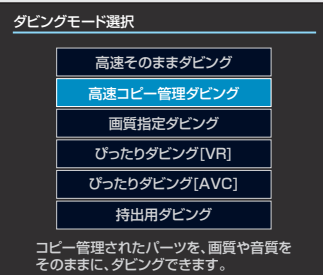 ダビングモード選択
高速そのままダビング
高速コピー管理ダビング
画質指定ダビング
ぴったりダビング[VR]
ぴったりダビング[AVC]
持出用ダビング
コピー管理されたパーツを、画質や音質を
そのままに、ダビングできます。